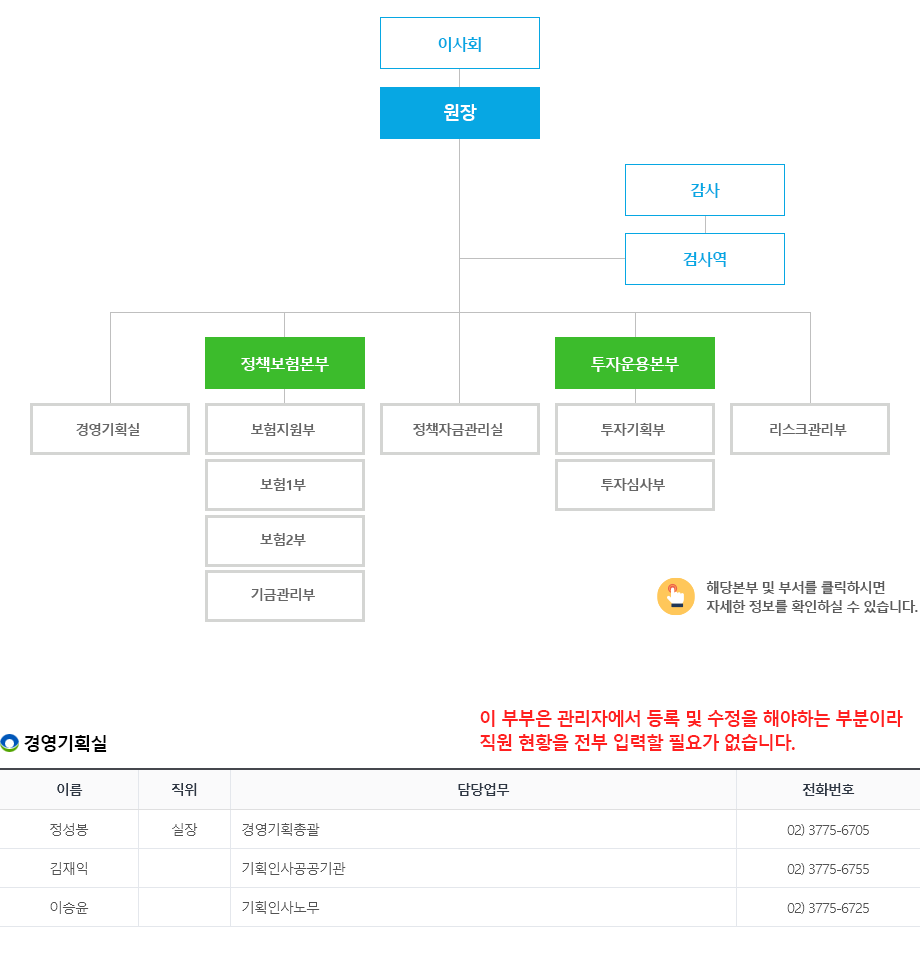 이사회
원장
감사
검사역
정책보험본부
투자운용본부
경영기획실
보험지원부
정책자금관리실
투자기획부
리스크관리부
보험1부
투자심사부
보험2부
기금관리부
해당본부 및 부서를 클릭하시면
자세한 정보를 확인하실 수 있습니다.
이 부부은 관리자에서 등록 및 수정을 해야하는 부분이라
직원 현황을 전부 입력할 필요가 없습니다.
경영기획실
이름 직위 담당업무 전화번호
정성봉 실장 경영기획총괄 02) 3775-6705
김재익 기획인사공공기관 02) 3775-6755
이승윤 기획인사노무 02) 3775-6725